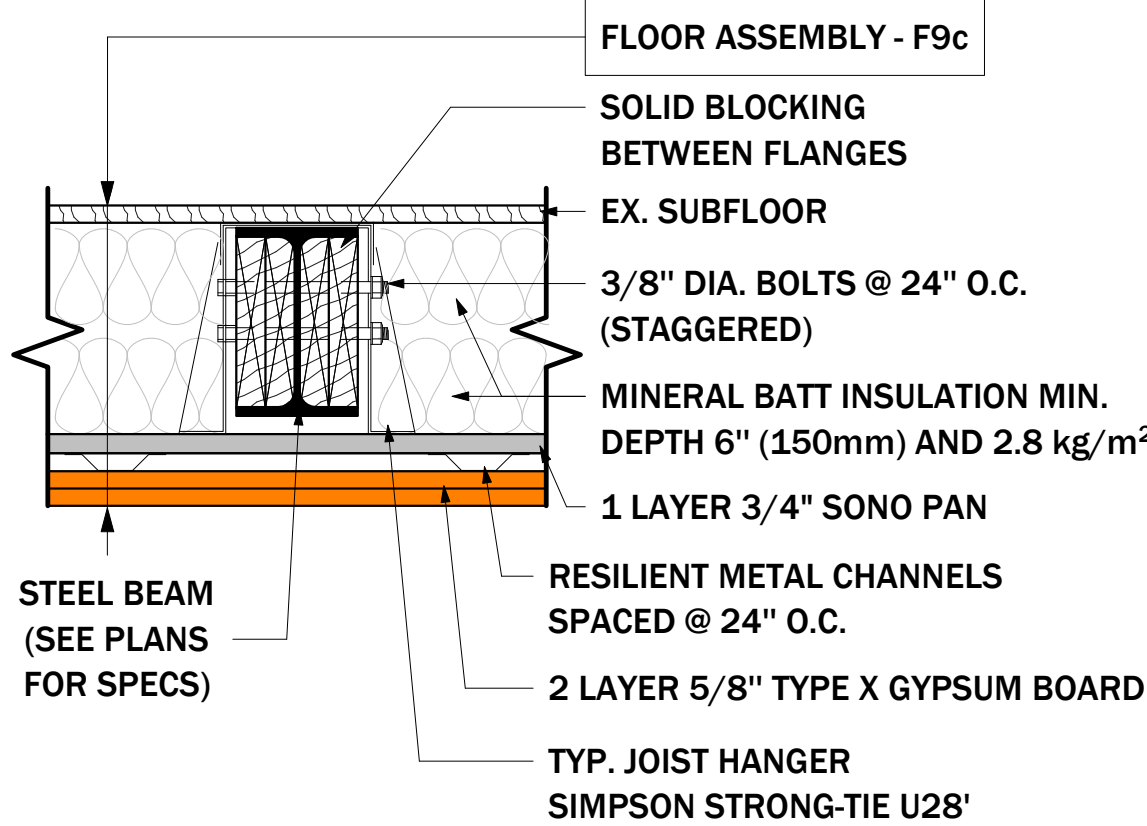 FLOOR ASSEMBLY - F9c
SOLID BLOCKING
BETWEEN FLANGES
EX. SUBFLOOR
3/8" DIA. BOLTS @ 24" O.C.
(STAGGERED)
MINERAL BATT INSULATION MIN.
DEPTH 6" (150mm) AND 2.8 kg/m²
1 LAYER 3/4" SONO PAN
RESILIENT METAL CHANNELS
SPACED @ 24" O.C.
2 LAYER 5/8" TYPE X GYPSUM BOARD
TYP. JOIST HANGER
SIMPSON STRONG-TIE U28'
STEEL BEAM
(SEE PLANS
FOR SPECS)